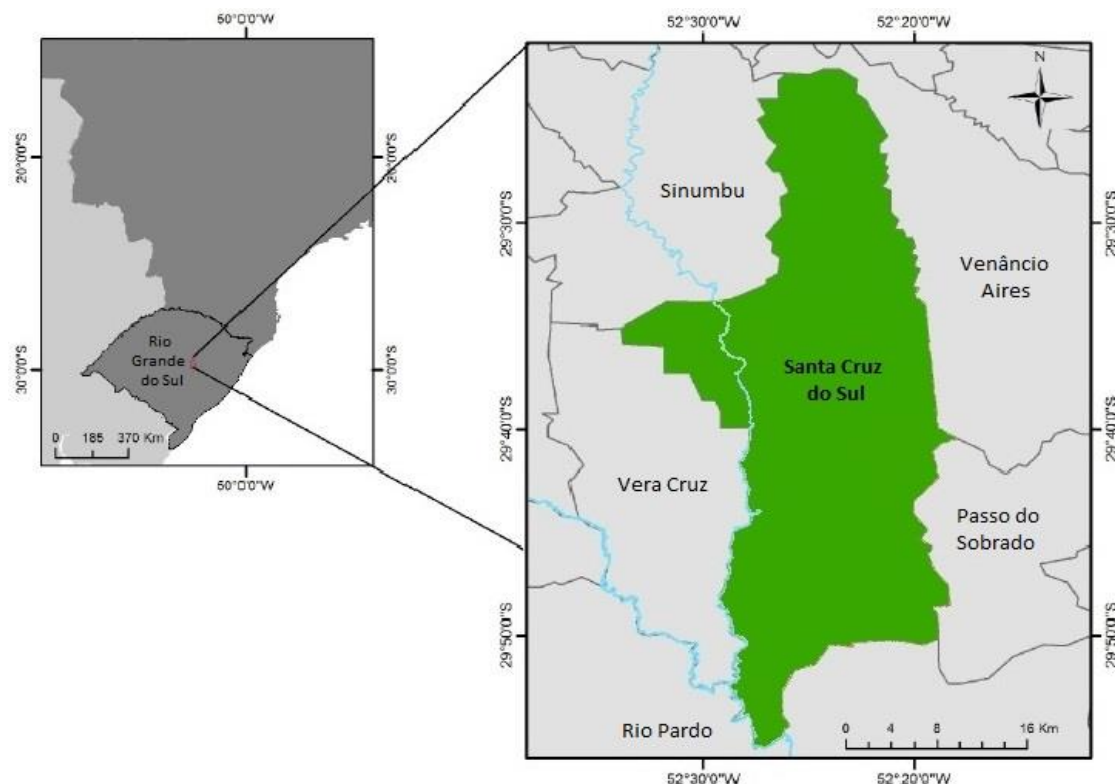 60°0'0"W
20°0'0"S
20°0'0"S
Rio
Grande
do Sul
30°0'0"S
30°0'0"S
0 185 370 Km
60°0'0"W
52°30'0"W
52°20'0"W
N
Sinumbu
29°30'0"S
29°30'0"S
Venâncio
Aires
Santa Cruz
do Sul
29°40'0"S
29°40'0"S
Vera Cruz
Passo do
Sobrado
29°50'0"S
29°50'0"S
Rio Pardo
0 4 8 16 Km
52°30'0"W
52°20'0"W